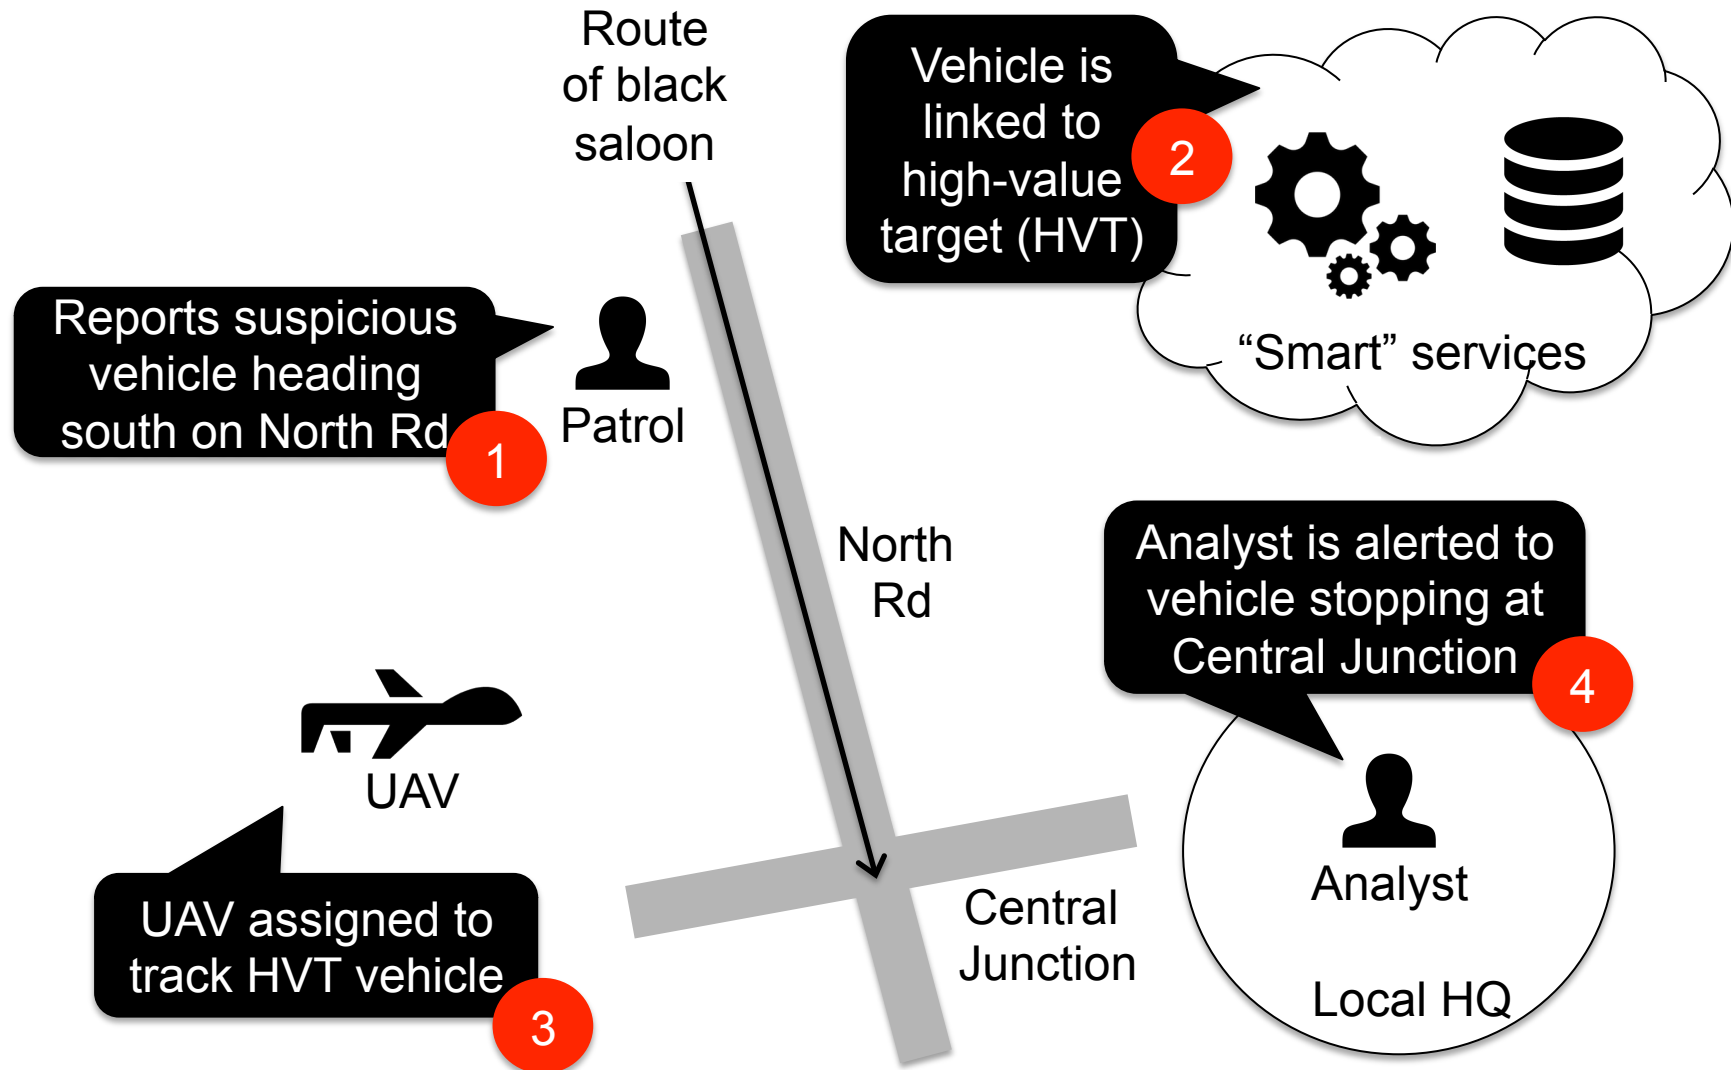 Route
of black
saloon
Vehicle is
linked to
high-value
target (HVT)
2
“Smart” services
Reports suspicious
vehicle heading
south on North Rd
1
Patrol
North
Rd
Analyst is alerted to
vehicle stopping at
Central Junction
4
UAV
UAV assigned to
track HVT vehicle
3
Central
Junction
Analyst
Local HQ